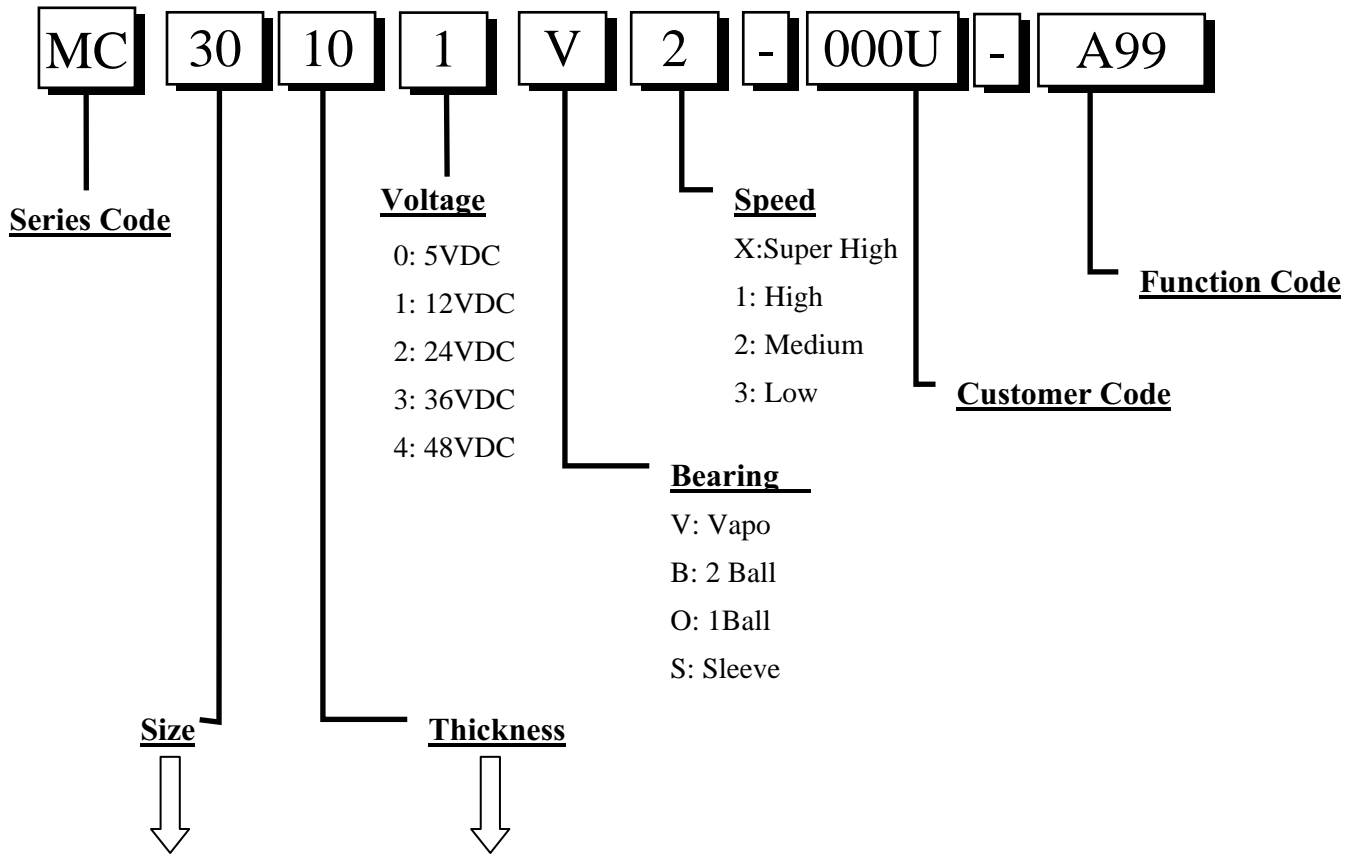 MC 30 10 1 V 2 - 000U - A99
Series Code
Voltage
0: 5VDC
1: 12VDC
2: 24VDC
3: 36VDC
4: 48VDC
Speed
X:Super High
1: High
2: Medium
3: Low
Function Code
Customer Code
Bearing
V: Vapo
B: 2 Ball
O: 1Ball
S: Sleeve
Size
Thickness